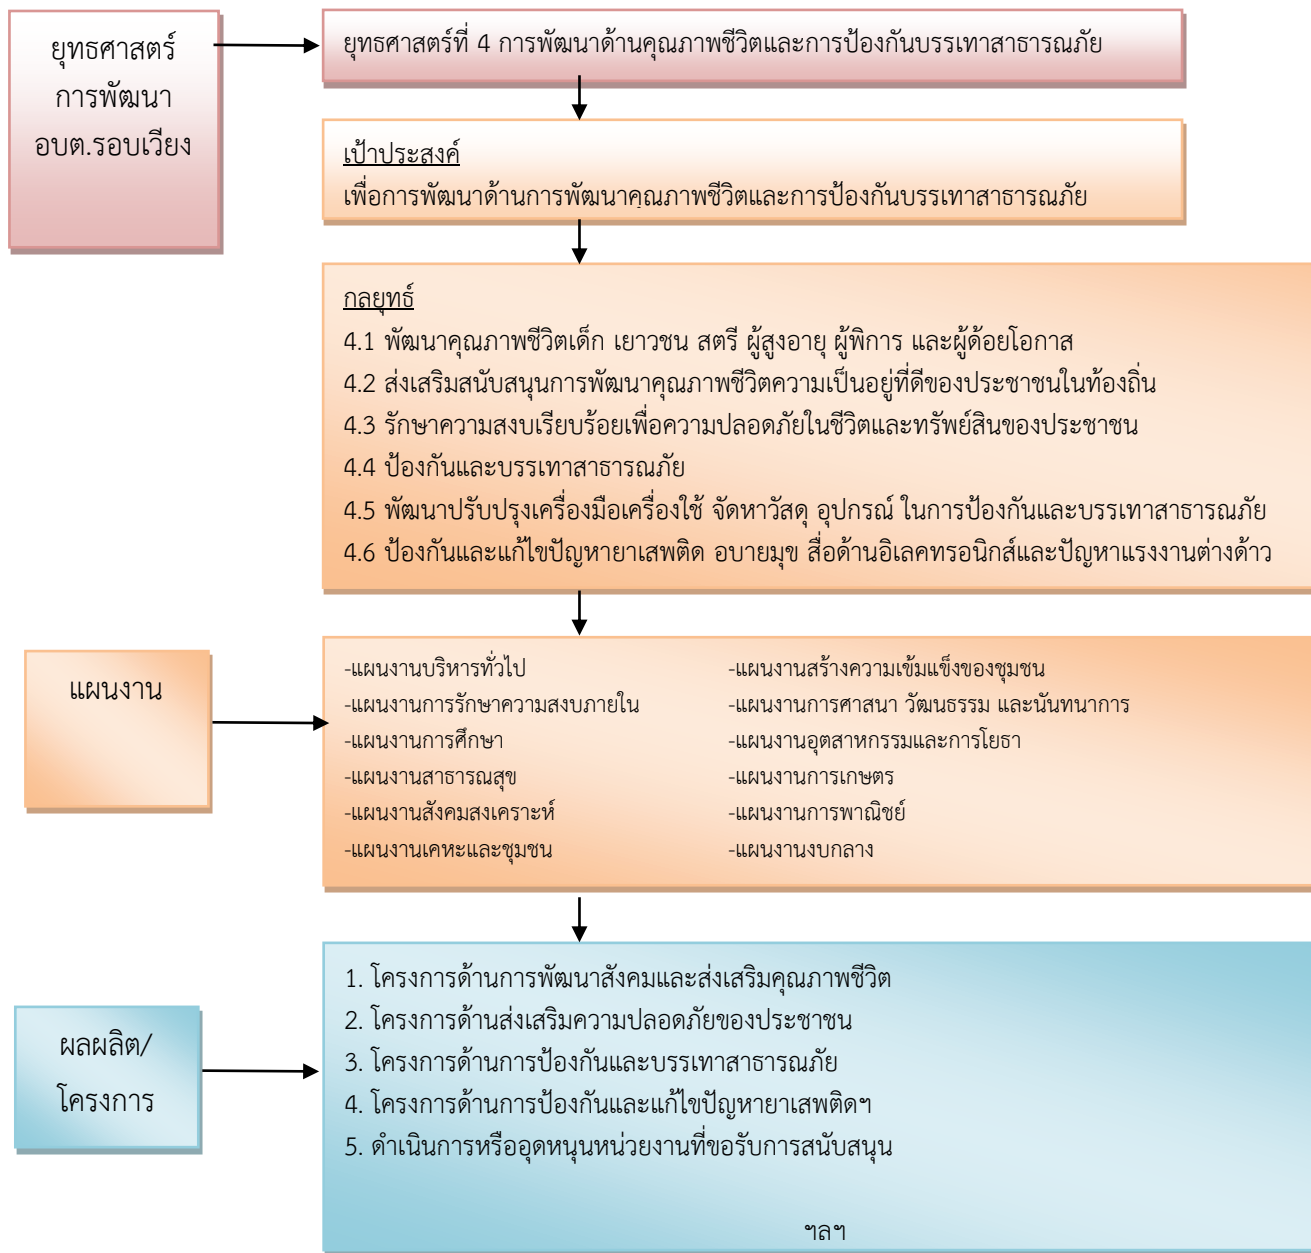 ยุทธศาสตร์
การพัฒนา
อบต.รอบเวียง
ยุทธศาสตร์ที่ 4 การพัฒนาด้านคุณภาพชีวิตและการป้องกันบรรเทาสาธารณภัย
เป้าประสงค์
เพื่อการพัฒนาด้านการพัฒนาคุณภาพชีวิตและการป้องกันบรรเทาสาธารณภัย
กลยุทธ์
4.1 พัฒนาคุณภาพชีวิตเด็ก เยาวชน สตรี ผู้สูงอายุ ผู้พิการ และผู้ด้อยโอกาส
4.2 ส่งเสริมสนับสนุนการพัฒนาคุณภาพชีวิตความเป็นอยู่ที่ดีของประชาชนในท้องถิ่น
4.3 รักษาความสงบเรียบร้อยเพื่อความปลอดภัยในชีวิตและทรัพย์สินของประชาชน
4.4 ป้องกันและบรรเทาสาธารณภัย
4.5 พัฒนาปรับปรุงเครื่องมือเครื่องใช้ จัดหาวัสดุ อุปกรณ์ ในการป้องกันและบรรเทาสาธารณภัย
4.6 ป้องกันและแก้ไขปัญหายาเสพติด อบายมุข สื่อด้านอิเลคทรอนิกส์และปัญหาแรงงานต่างด้าว
แผนงาน
-แผนงานบริหารทั่วไป
-แผนงานการรักษาความสงบภายใน
-แผนงานการศึกษา
-แผนงานสาธารณสุข
-แผนงานสังคมสงเคราะห์
-แผนงานเคหะและชุมชน
-แผนงานสร้างความเข้มแข็งของชุมชน
-แผนงานการศาสนา วัฒนธรรม และนันทนาการ
-แผนงานอุตสาหกรรมและการโยธา
-แผนงานการเกษตร
-แผนงานการพาณิชย์
-แผนงานงบกลาง
ผลผลิต/
โครงการ
1. โครงการด้านการพัฒนาสังคมและส่งเสริมคุณภาพชีวิต
2. โครงการด้านส่งเสริมความปลอดภัยของประชาชน
3. โครงการด้านการป้องกันและบรรเทาสาธารณภัย
4. โครงการด้านการป้องกันและแก้ไขปัญหายาเสพติดฯ
5. ดำเนินการหรืออุดหนุนหน่วยงานที่ขอรับการสนับสนุน
ฯลฯ